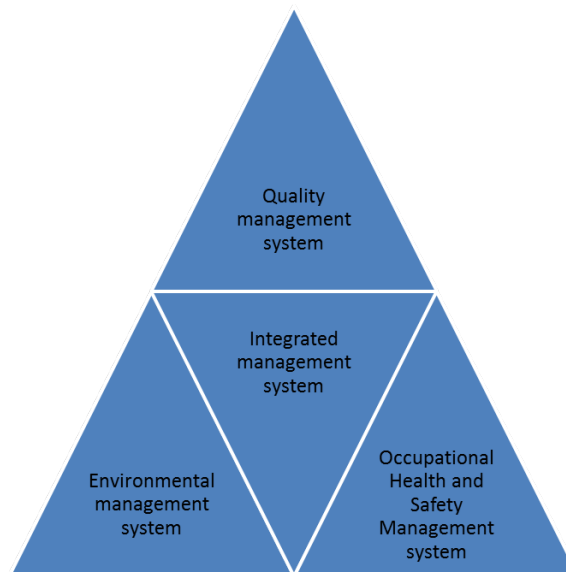 Quality
management
system
Integrated
management
system
Environmental
management
system
Occupational
Health and
Safety
Management
system